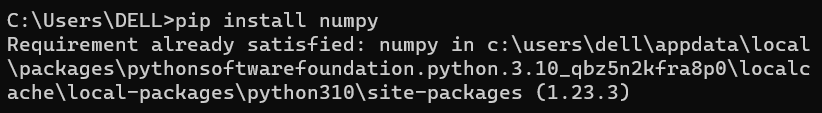 C:\Users\DELL>pip install numpy
Requirement already satisfied: numpy in c:\users\dell\appdata\local
\packages\pythonsoftwarefoundation.python.3.10_qbz5n2kfra8p0\localc
ache\local-packages\python310\site-packages (1.23.3)